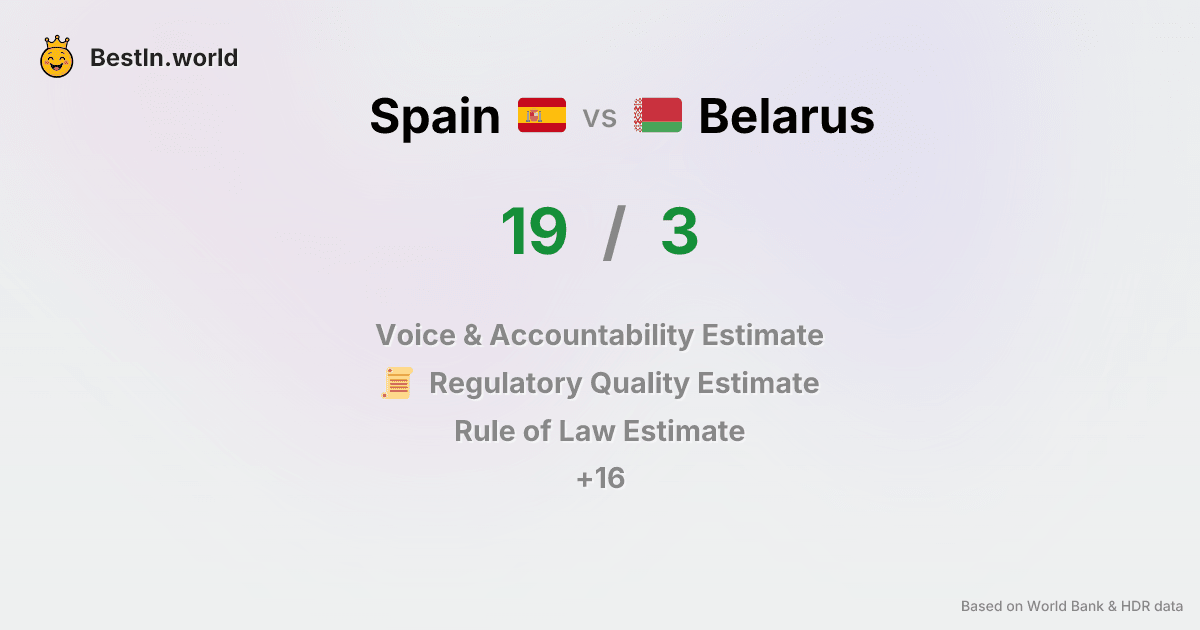 BestIn.world
Spain vs Belarus
19 / 3
Voice & Accountability Estimate
Regulatory Quality Estimate
Rule of Law Estimate
+16
Based on World Bank & HDR data